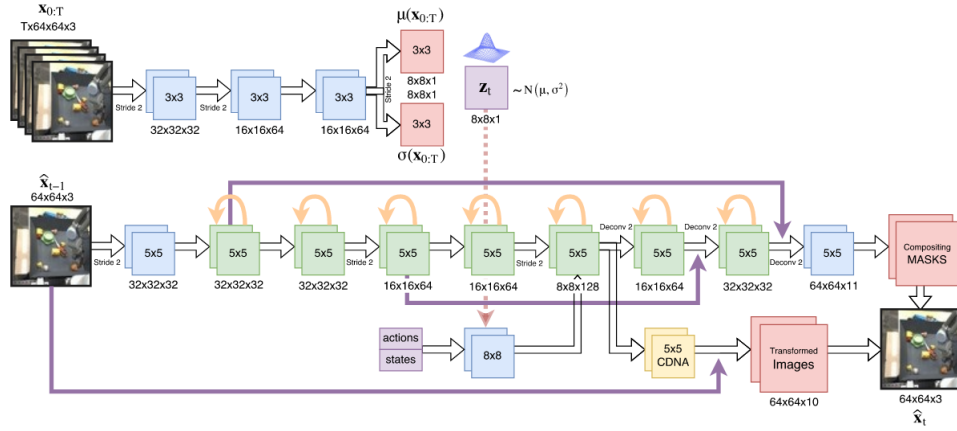 x₀:T
Tx64x64x3
Stride 2
3x3
32x32x32
Stride 2
3x3
16x16x64
3x3
16x16x64
Stride 2
μ(x₀:T)
3x3
8x8x1
8x8x1
3x3
σ(x₀:T)
zₜ
~ N(μ, σ²)
8x8x1
x̂ₜ₋₁
64x64x3
Stride 2
5x5
32x32x32
5x5
32x32x32
5x5
32x32x32
Stride 2
5x5
16x16x64
5x5
16x16x64
Stride 2
5x5
8x8x128
Deconv 2
5x5
16x16x64
Deconv 2
5x5
32x32x32
Deconv 2
5x5
64x64x11
Compositing
MASKS
actions
states
8x8
5x5
CDNA
Transformed
Images
64x64x10
64x64x3
x̂ₜ